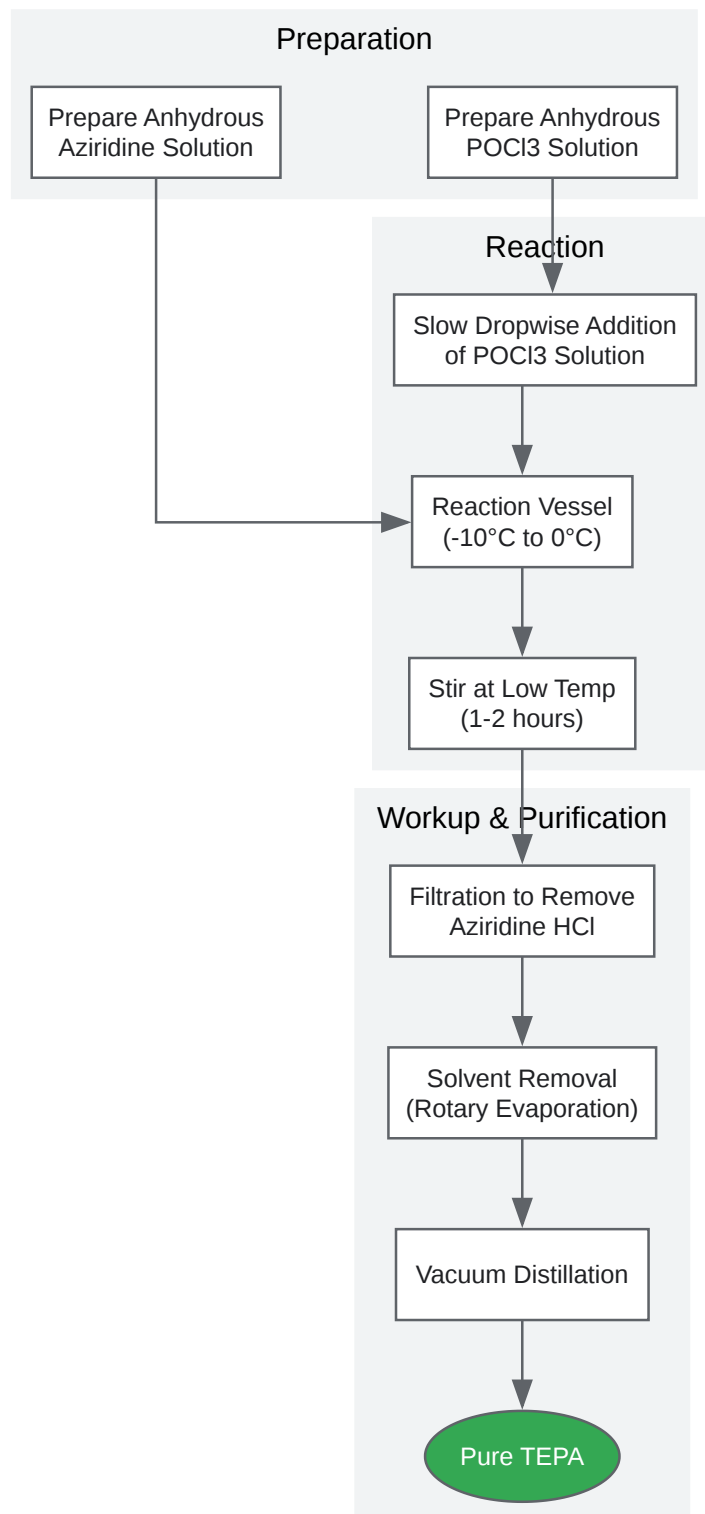 Preparation
Prepare Anhydrous
Aziridine Solution
Prepare Anhydrous
POCl3 Solution
Reaction
Slow Dropwise Addition
of POCl3 Solution
Reaction Vessel
(-10°C to 0°C)
Stir at Low Temp
(1-2 hours)
Workup & Purification
Filtration to Remove
Aziridine HCl
Solvent Removal
(Rotary Evaporation)
Vacuum Distillation
Pure TEPA